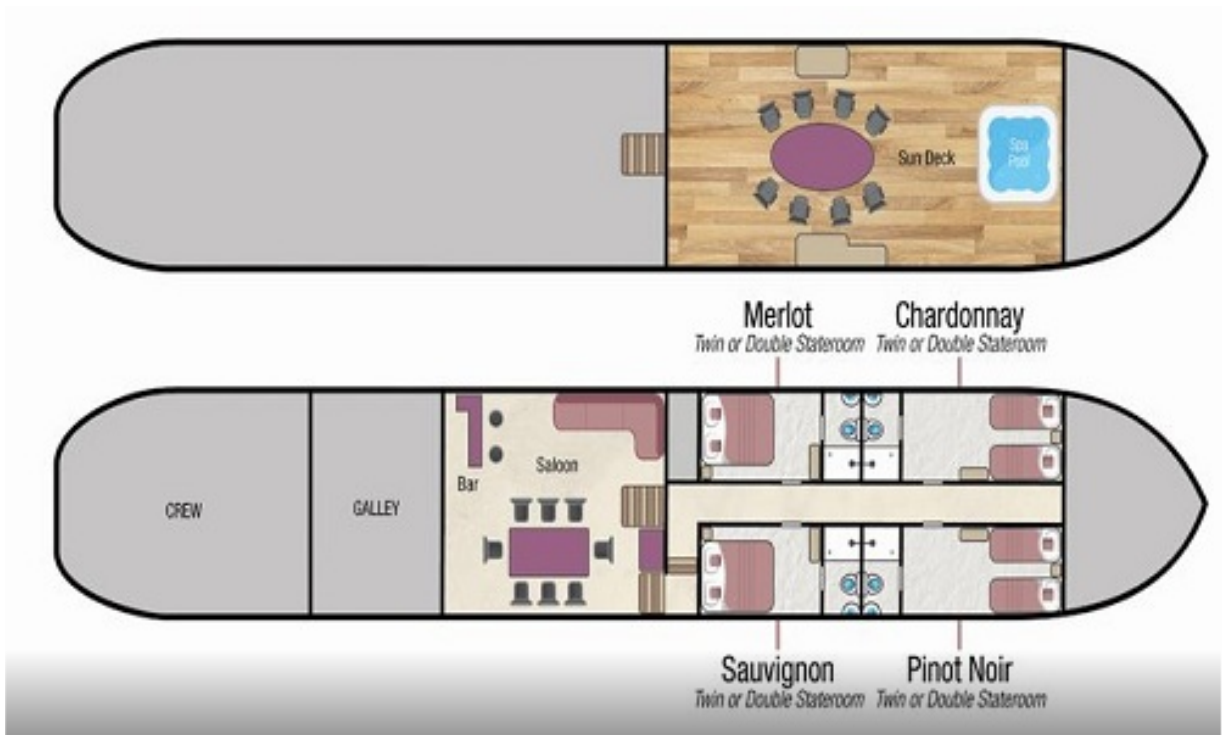 Sun Deck
Spa
Pool
Merlot
Twin or Double Stateroom
Chardonnay
Twin or Double Stateroom
CREW
GALLEY
Bar
Saloon
Sauvignon
Twin or Double Stateroom
Pinot Noir
Twin or Double Stateroom